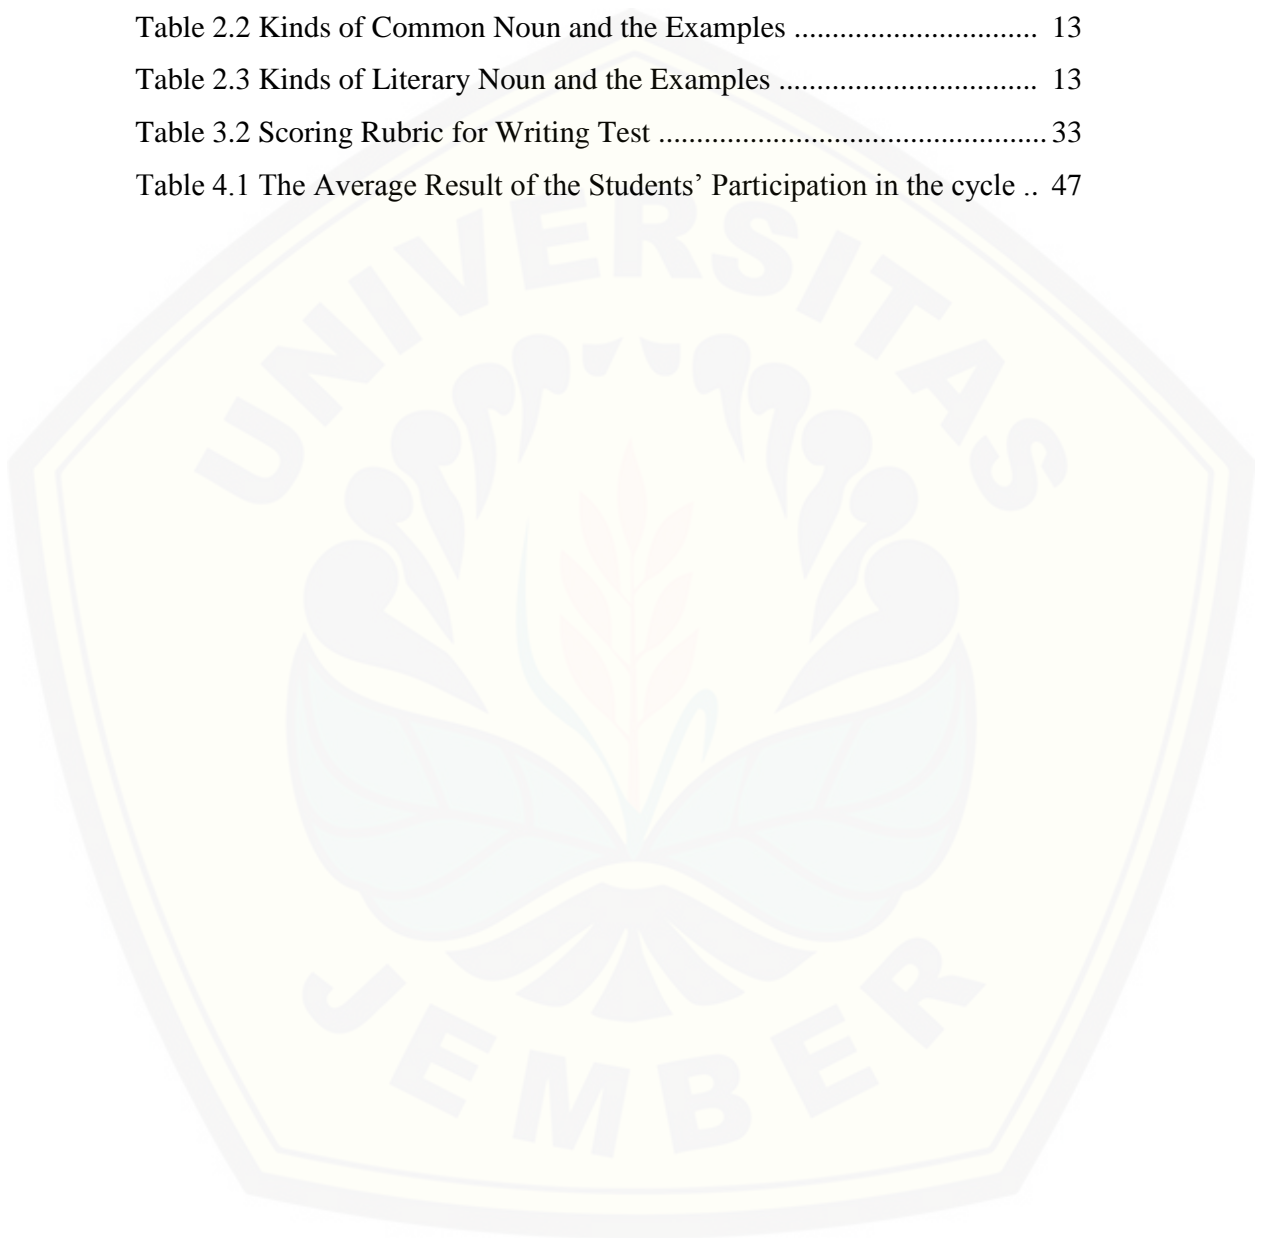 Table 2.2 Kinds of Common Noun and the Examples ................................ 13
Table 2.3 Kinds of Literary Noun and the Examples .................................. 13
Table 3.2 Scoring Rubric for Writing Test ................................................... 33
Table 4.1 The Average Result of the Students’ Participation in the cycle .. 47
UNIVERSITAS
JEMBER